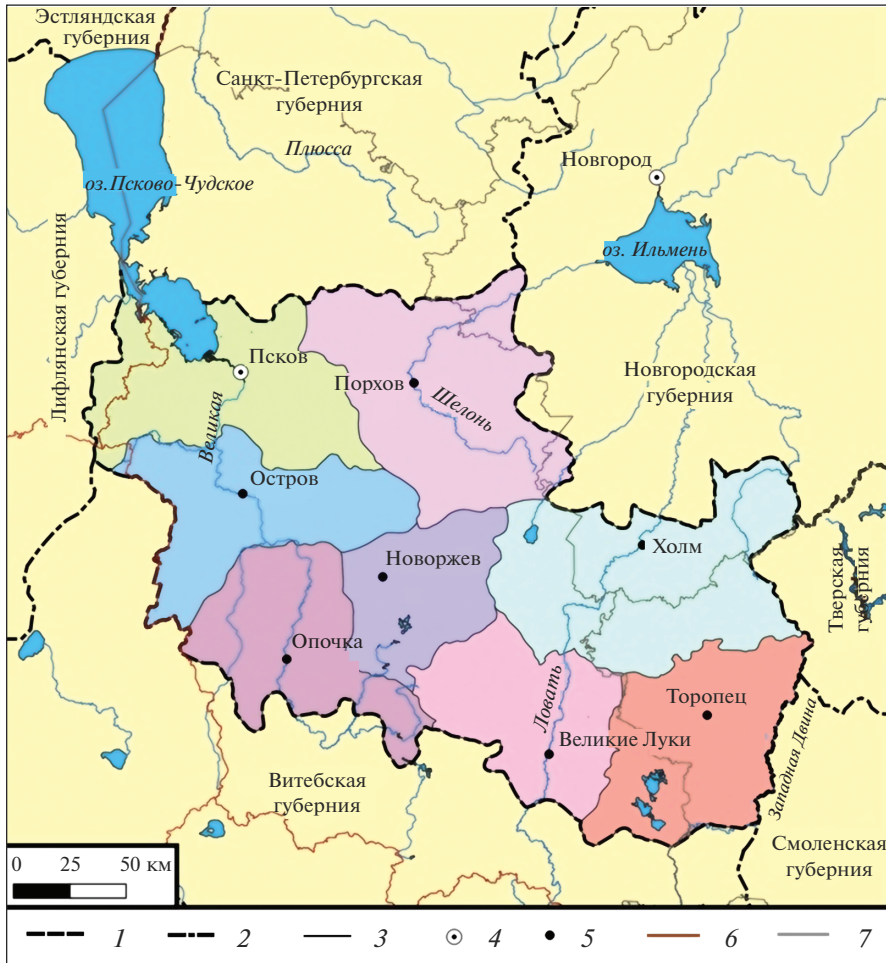 Эстляндская
губерния
Санкт-Петербургская
губерния
Плюсса
Новгород
оз.Псково-Чудское
оз. Ильмень
Лифлянская губерния
Псков
Порхов
Шелонь
Новгородская
губерния
Великая
Остров
Холм
Новоржев
Тверская
губерния
Опочка
Ловать
Торопец
Великие Луки
Западная Двина
Витебская
губерния
Смоленская
губерния
0 25 50 км
1 2 3 4 5 6 7